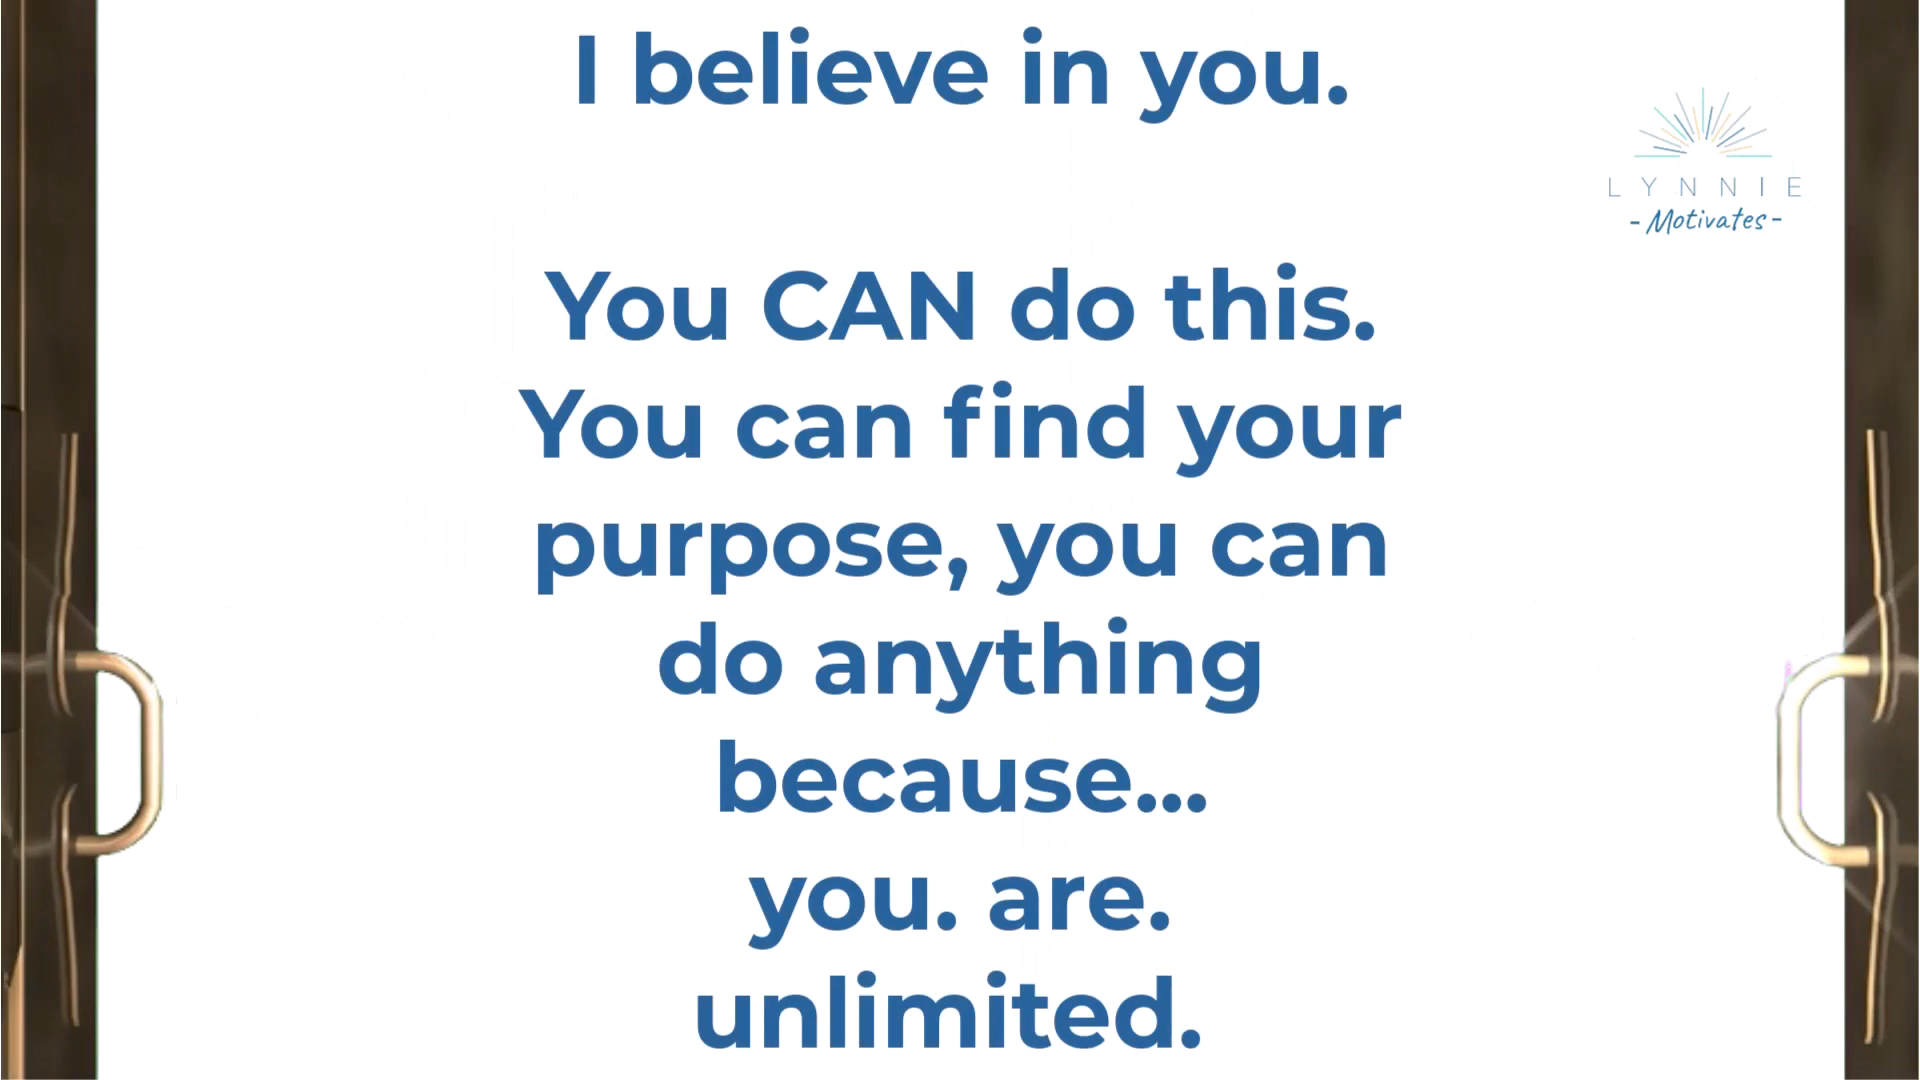 I believe in you.
LYNNIE
-Motivates-
You CAN do this.
You can find your
purpose, you can
do anything
because...
you. are.
unlimited.